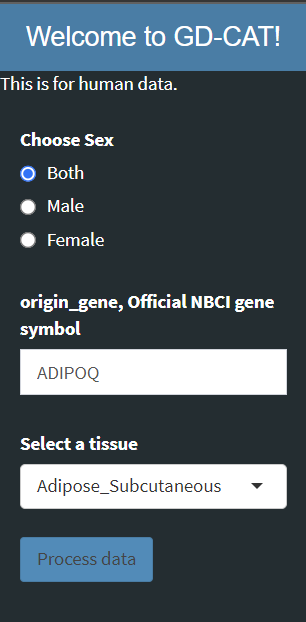 Welcome to GD-CAT!
This is for human data.
Choose Sex
Both
Male
Female
origin_gene, Official NBCI gene
symbol
ADIPOQ
Select a tissue
Adipose_Subcutaneous
Process data